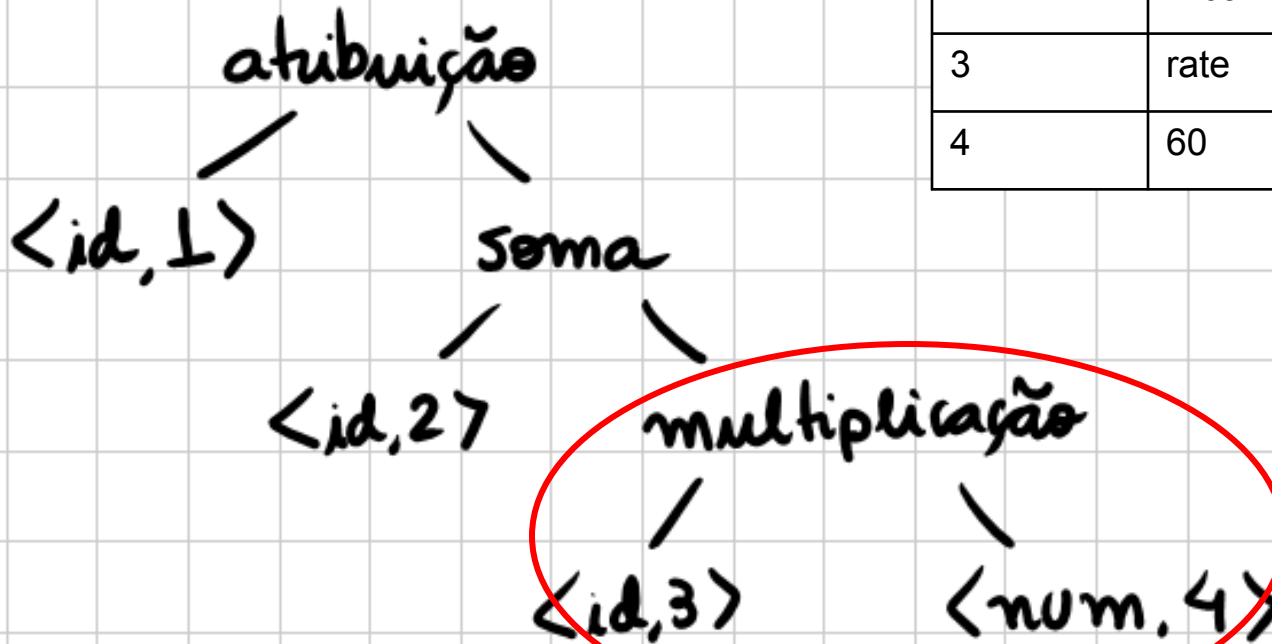 atribuição
3 rate
4 60
<id, 1>
soma
<id, 2>
multiplicação
<id, 3>
<num, 4>